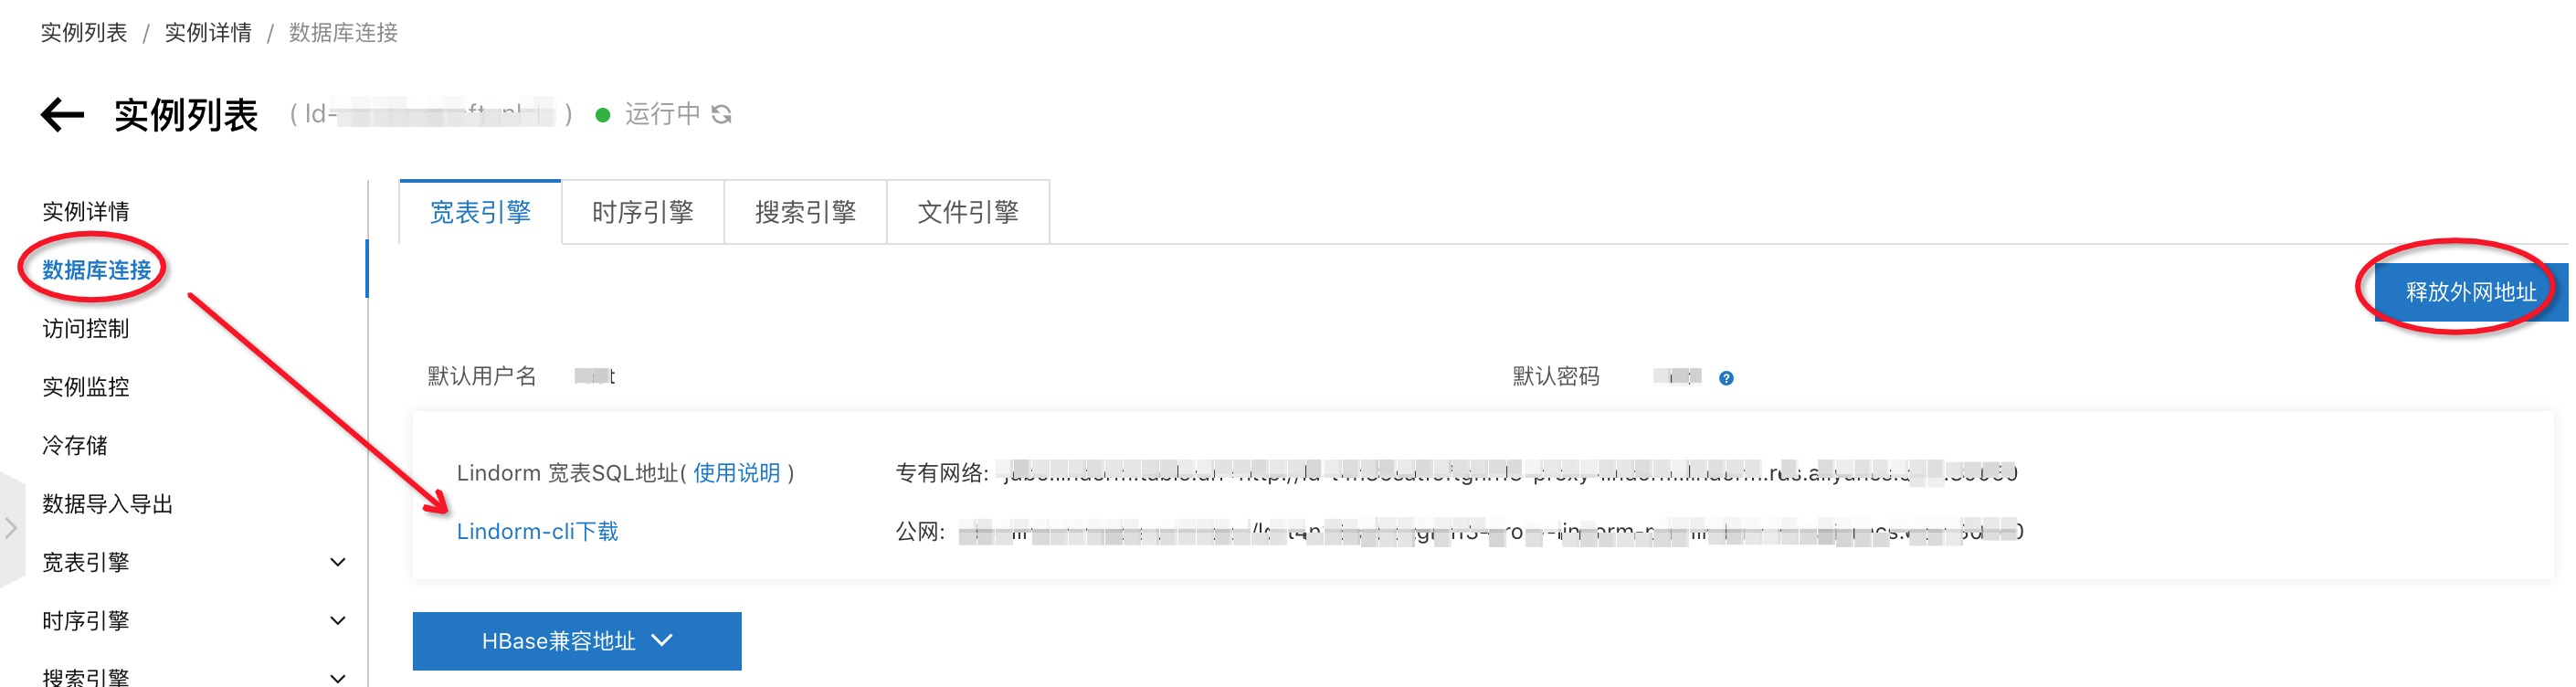 实例列表 / 实例详情 / 数据库连接
实例列表 ( ld- ) 运行中
实例详情
数据库连接
访问控制
实例监控
冷存储
数据导入导出
宽表引擎
时序引擎
搜索引擎
宽表引擎 时序引擎 搜索引擎 文件引擎
释放外网地址
默认用户名 默认密码
Lindorm 宽表SQL地址( 使用说明 ) 专有网络:
Lindorm-cli下载 公网:
HBase兼容地址